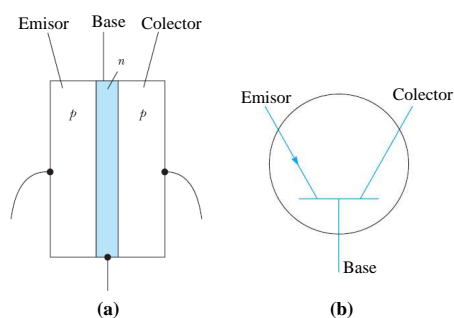 Emisor Base Colector
n
p p
(a)
Emisor Colector
Base
(b)